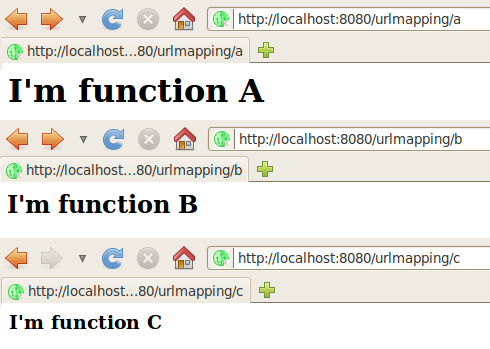 http://localhost:8080/urlmapping/a
http://localhost...80/urlmapping/a
I'm function A
http://localhost:8080/urlmapping/b
http://localhost...80/urlmapping/b
I'm function B
http://localhost:8080/urlmapping/c
http://localhost...80/urlmapping/c
I'm function C